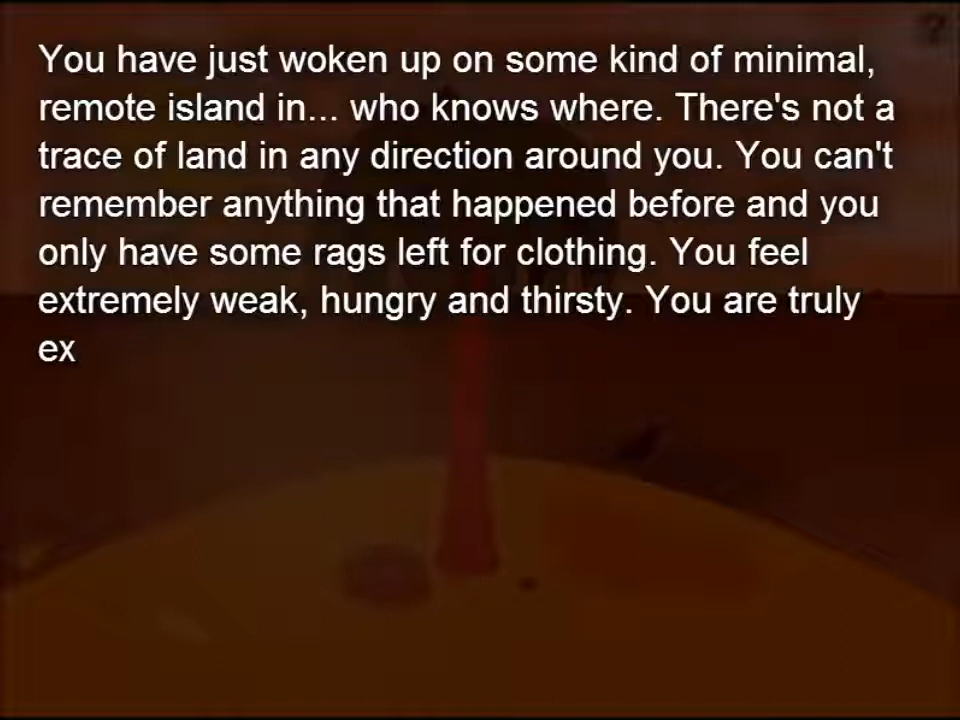 You have just woken up on some kind of minimal,
remote island in... who knows where. There's not a
trace of land in any direction around you. You can't
remember anything that happened before and you
only have some rags left for clothing. You feel
extremely weak, hungry and thirsty. You are truly
ex
?